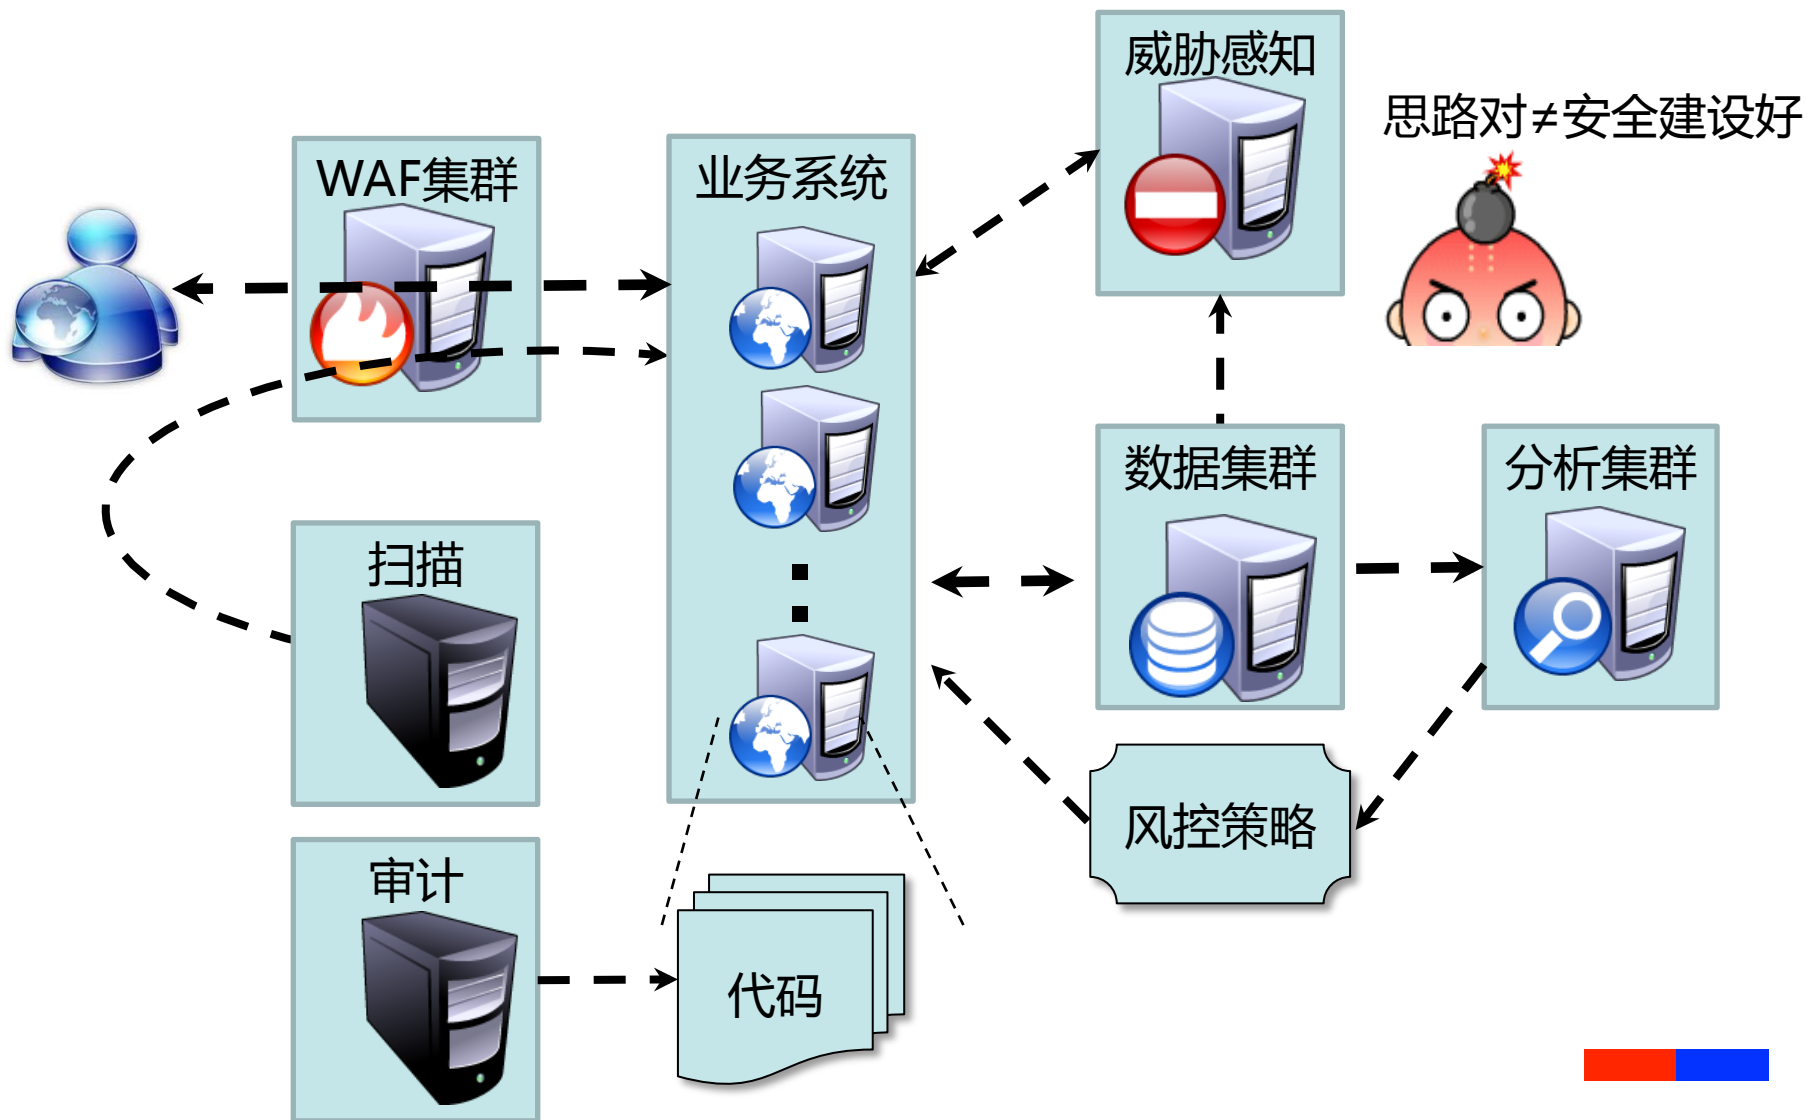 威胁感知
思路对≠安全建设好
WAF集群
业务系统
数据集群
分析集群
扫描
风控策略
审计
代码